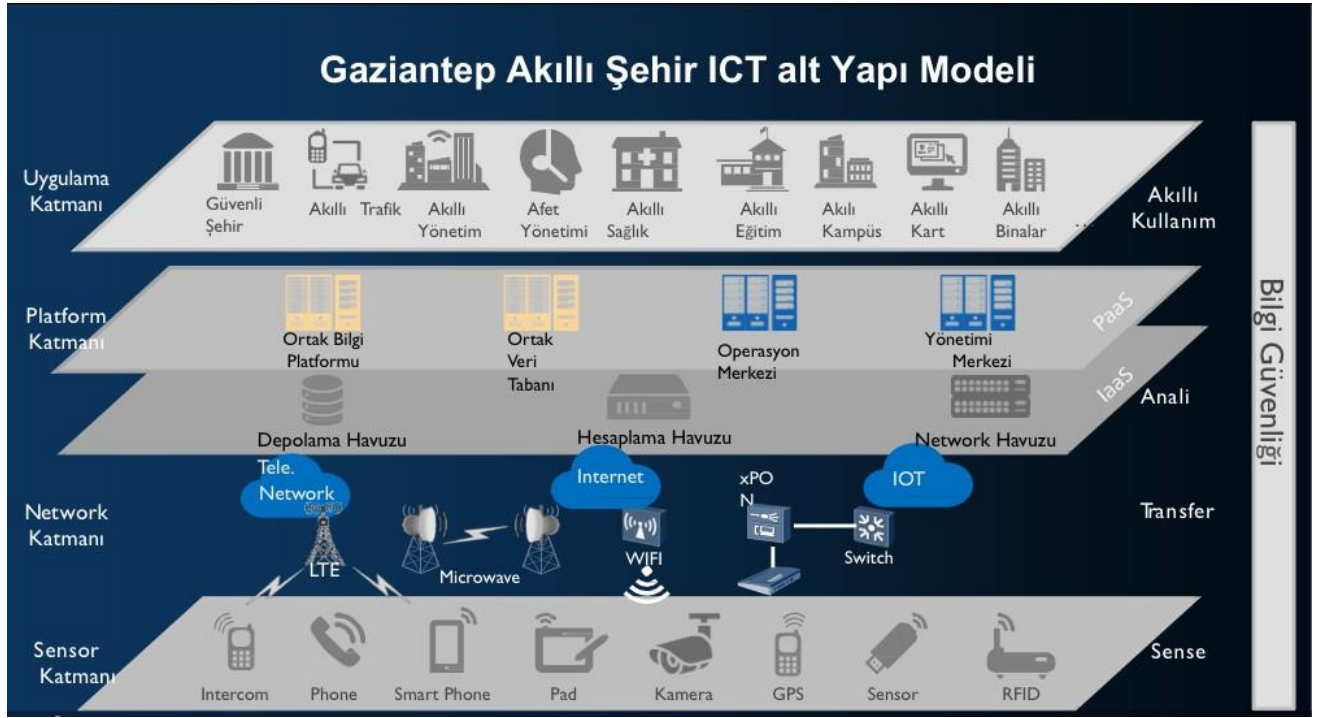 Gaziantep Akıllı Şehir ICT alt Yapı Modeli
Uygulama
Katmanı
Güvenli
Şehir
Akıllı Trafik
Akıllı
Yönetim
Afet
Yönetimi
Akıllı
Sağlık
Akıllı
Eğitim
Akılı
Kampüs
Akıllı
Kart
Akıllı
Binalar
...
Akıllı
Kullanım
Platform
Katmanı
Ortak Bilgi
Platformu
Ortak
Veri
Tabanı
Operasyon
Merkezi
Yönetimi
Merkezi
PaaS
IaaS
Anali
Depolama Havuzu
Hesaplama Havuzu
Network Havuzu
Network
Katmanı
Tele.
Network
LTE
Microwave
Internet
WIFI
xPO
N
IOT
Switch
Transfer
Sensor
Katmanı
Intercom
Phone
Smart Phone
Pad
Kamera
GPS
Sensor
RFID
Sense
Bilgi Güvenliği